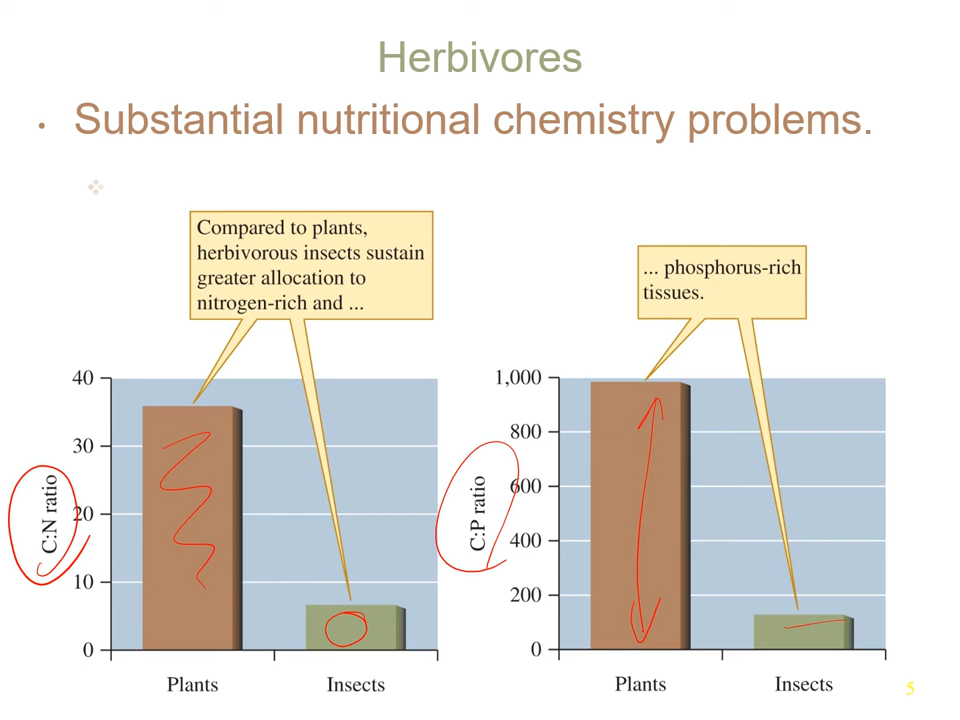 Herbivores
• Substantial nutritional chemistry problems.
Compared to plants,
herbivorous insects sustain
greater allocation to
nitrogen-rich and ...
... phosphorus-rich
tissues.
C:N ratio
40
30
20
10
0
Plants
Insects
C:P ratio
1,000
800
600
400
200
0
Plants
Insects
5